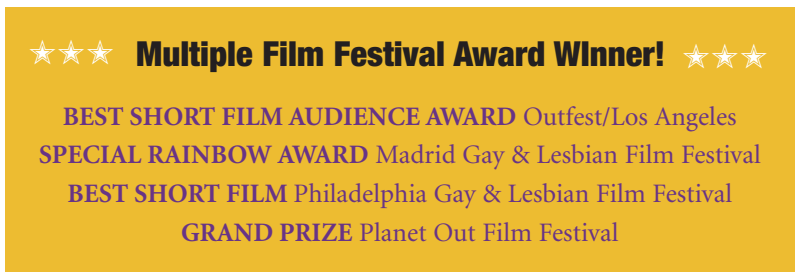 Multiple Film Festival Award WInner!
BEST SHORT FILM AUDIENCE AWARD Outfest/Los Angeles
SPECIAL RAINBOW AWARD Madrid Gay & Lesbian Film Festival
BEST SHORT FILM Philadelphia Gay & Lesbian Film Festival
GRAND PRIZE Planet Out Film Festival